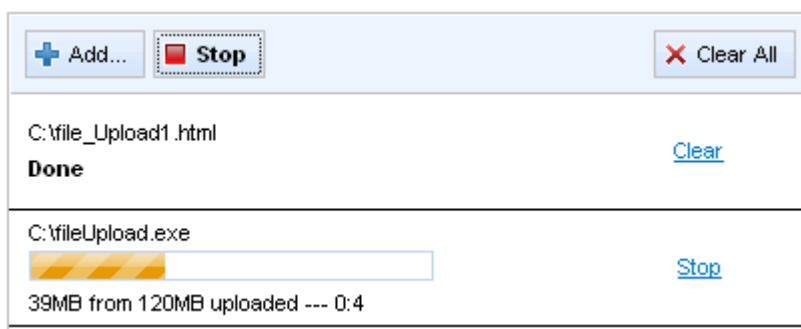 Add... Stop Clear All
C:\file_Upload1.html
Done
Clear
C:\fileUpload.exe
Stop
39MB from 120MB uploaded --- 0:4